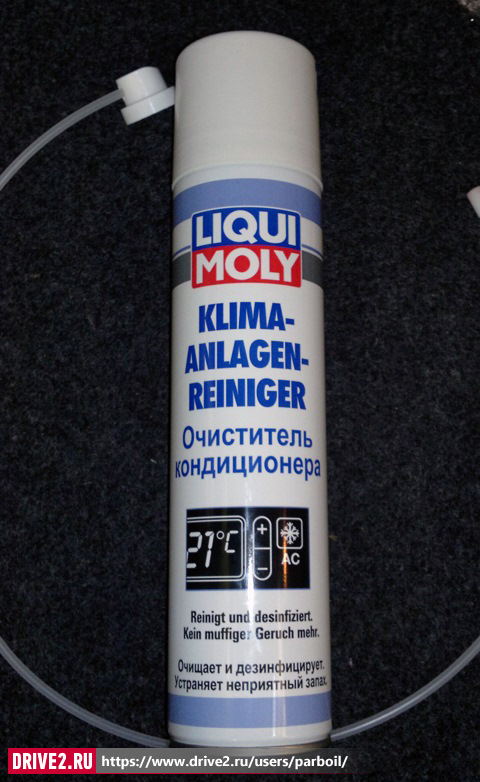 LIQUI
MOLY
KLIMA-
ANLAGEN-
REINIGER
Очиститель
кондиционера
21°C
+
−
AC
Reinigt und desinfiziert.
Kein muffiger Geruch mehr.
Очищает и дезинфицирует.
Устраняет неприятный запах.
DRIVE2.RU https://www.drive2.ru/users/parboil/